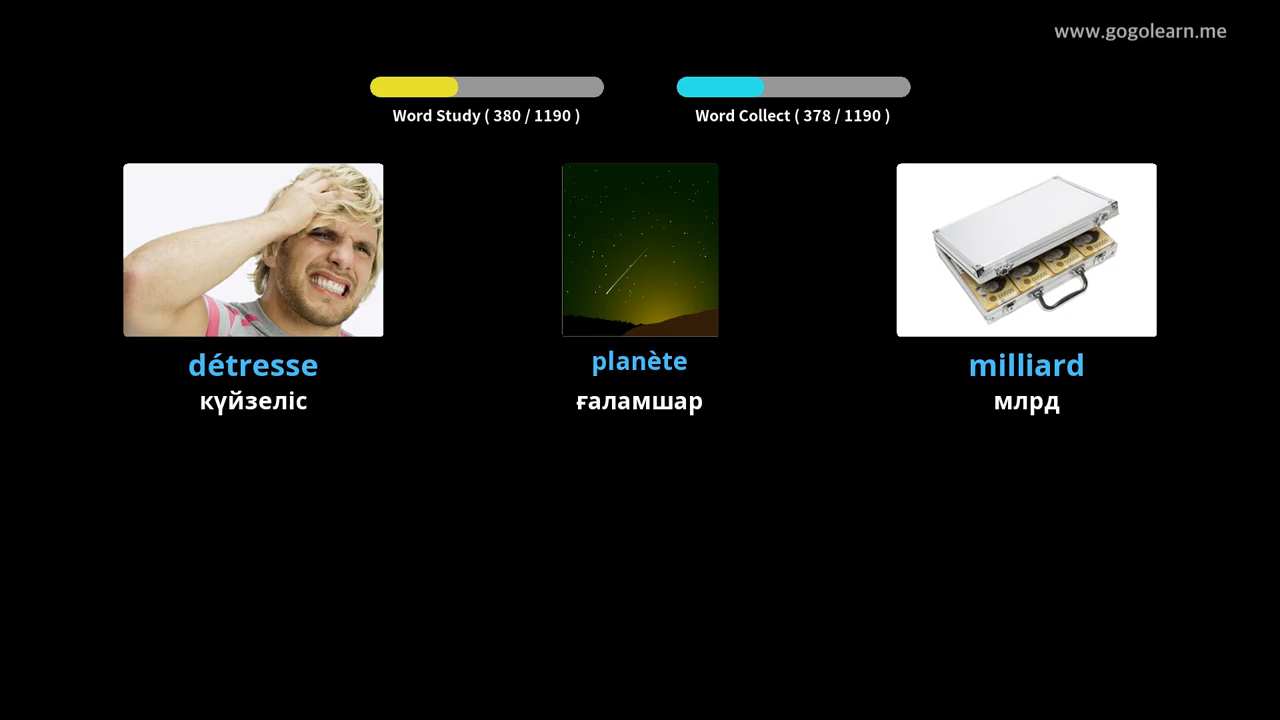 www.gogolearn.me
Word Study ( 380 / 1190 )
Word Collect ( 378 / 1190 )
détresse
күйзеліс
planète
ғаламшар
milliard
млрд